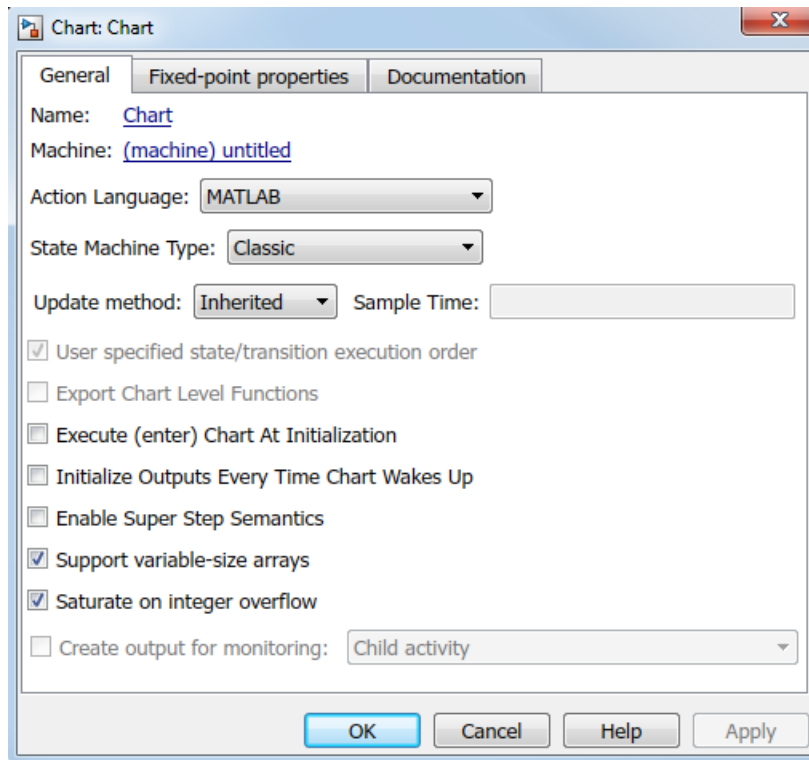 Chart: Chart
General Fixed-point properties Documentation
Name: Chart
Machine: (machine) untitled
Action Language: MATLAB
State Machine Type: Classic
Update method: Inherited Sample Time:
User specified state/transition execution order
Export Chart Level Functions
Execute (enter) Chart At Initialization
Initialize Outputs Every Time Chart Wakes Up
Enable Super Step Semantics
Support variable-size arrays
Saturate on integer overflow
Create output for monitoring: Child activity
OK Cancel Help Apply